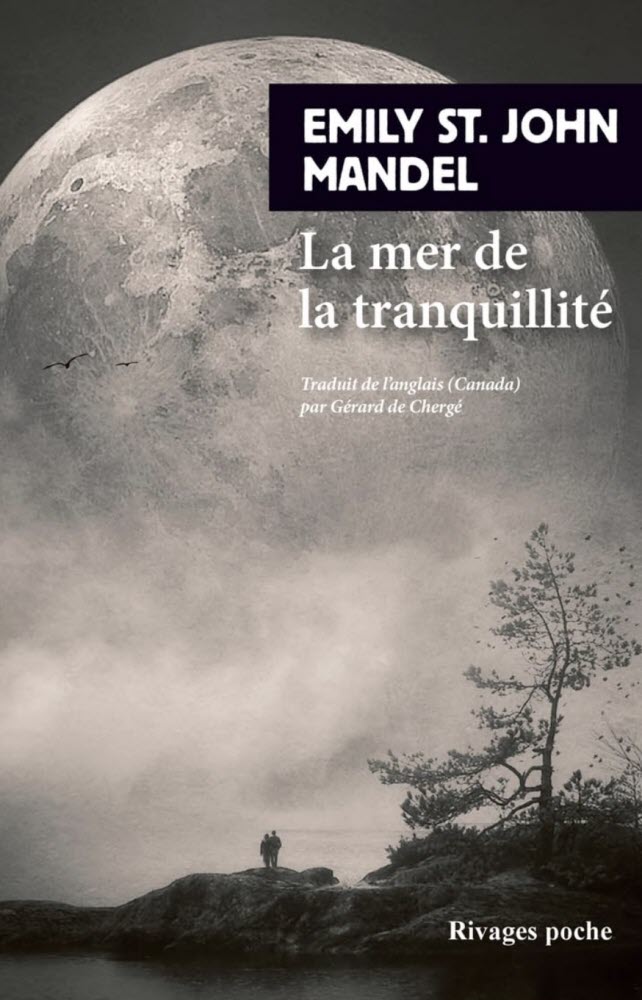 EMILY ST. JOHN
MANDEL
La mer de
la tranquillité
Traduit de l'anglais (Canada)
par Gérard de Chergé
Rivages poche